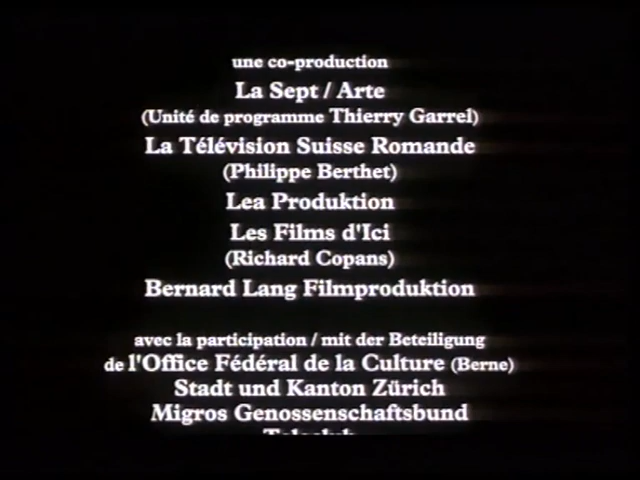 une co-production
La Sept / Arte
(Unité de programme Thierry Garrel)
La Télévision Suisse Romande
(Philippe Berthet)
Lea Produktion
Les Films d'Ici
(Richard Copans)
Bernard Lang Filmproduktion
avec la participation / mit der Beteiligung
de l'Office Fédéral de la Culture (Berne)
Stadt und Kanton Zürich
Migros Genossenschaftsbund